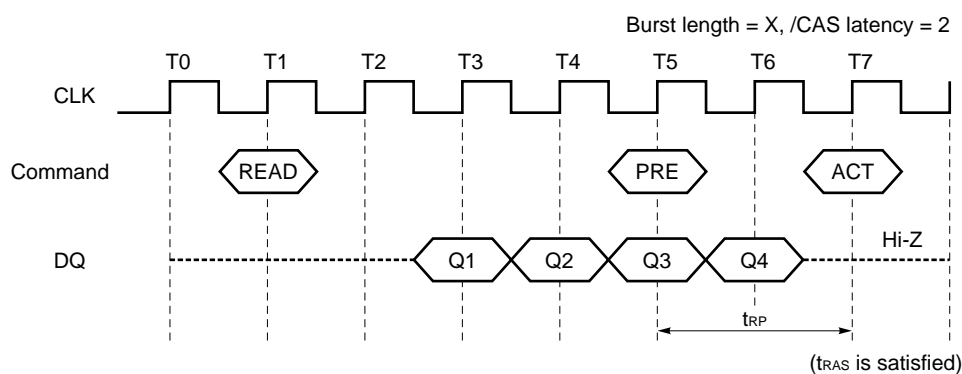 Burst length = X, /CAS latency = 2
T0 T1 T2 T3 T4 T5 T6 T7
CLK
Command READ PRE ACT
DQ Q1 Q2 Q3 Q4 Hi-Z
tRP
(tRAS is satisfied)